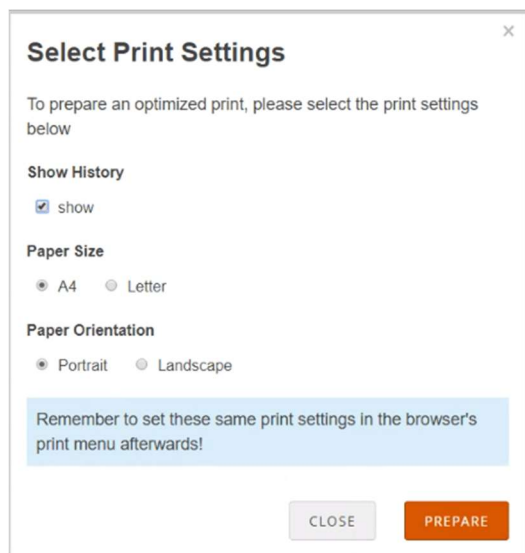 ×
Select Print Settings
To prepare an optimized print, please select the print settings
below
Show History
show
Paper Size
A4 Letter
Paper Orientation
Portrait Landscape
Remember to set these same print settings in the browser's
print menu afterwards!
CLOSE PREPARE